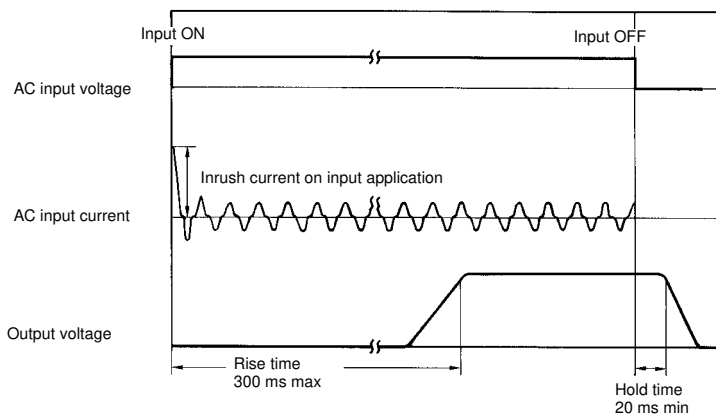 Input ON
Input OFF
AC input voltage
Inrush current on input application
AC input current
Output voltage
Rise time
300 ms max
Hold time
20 ms min